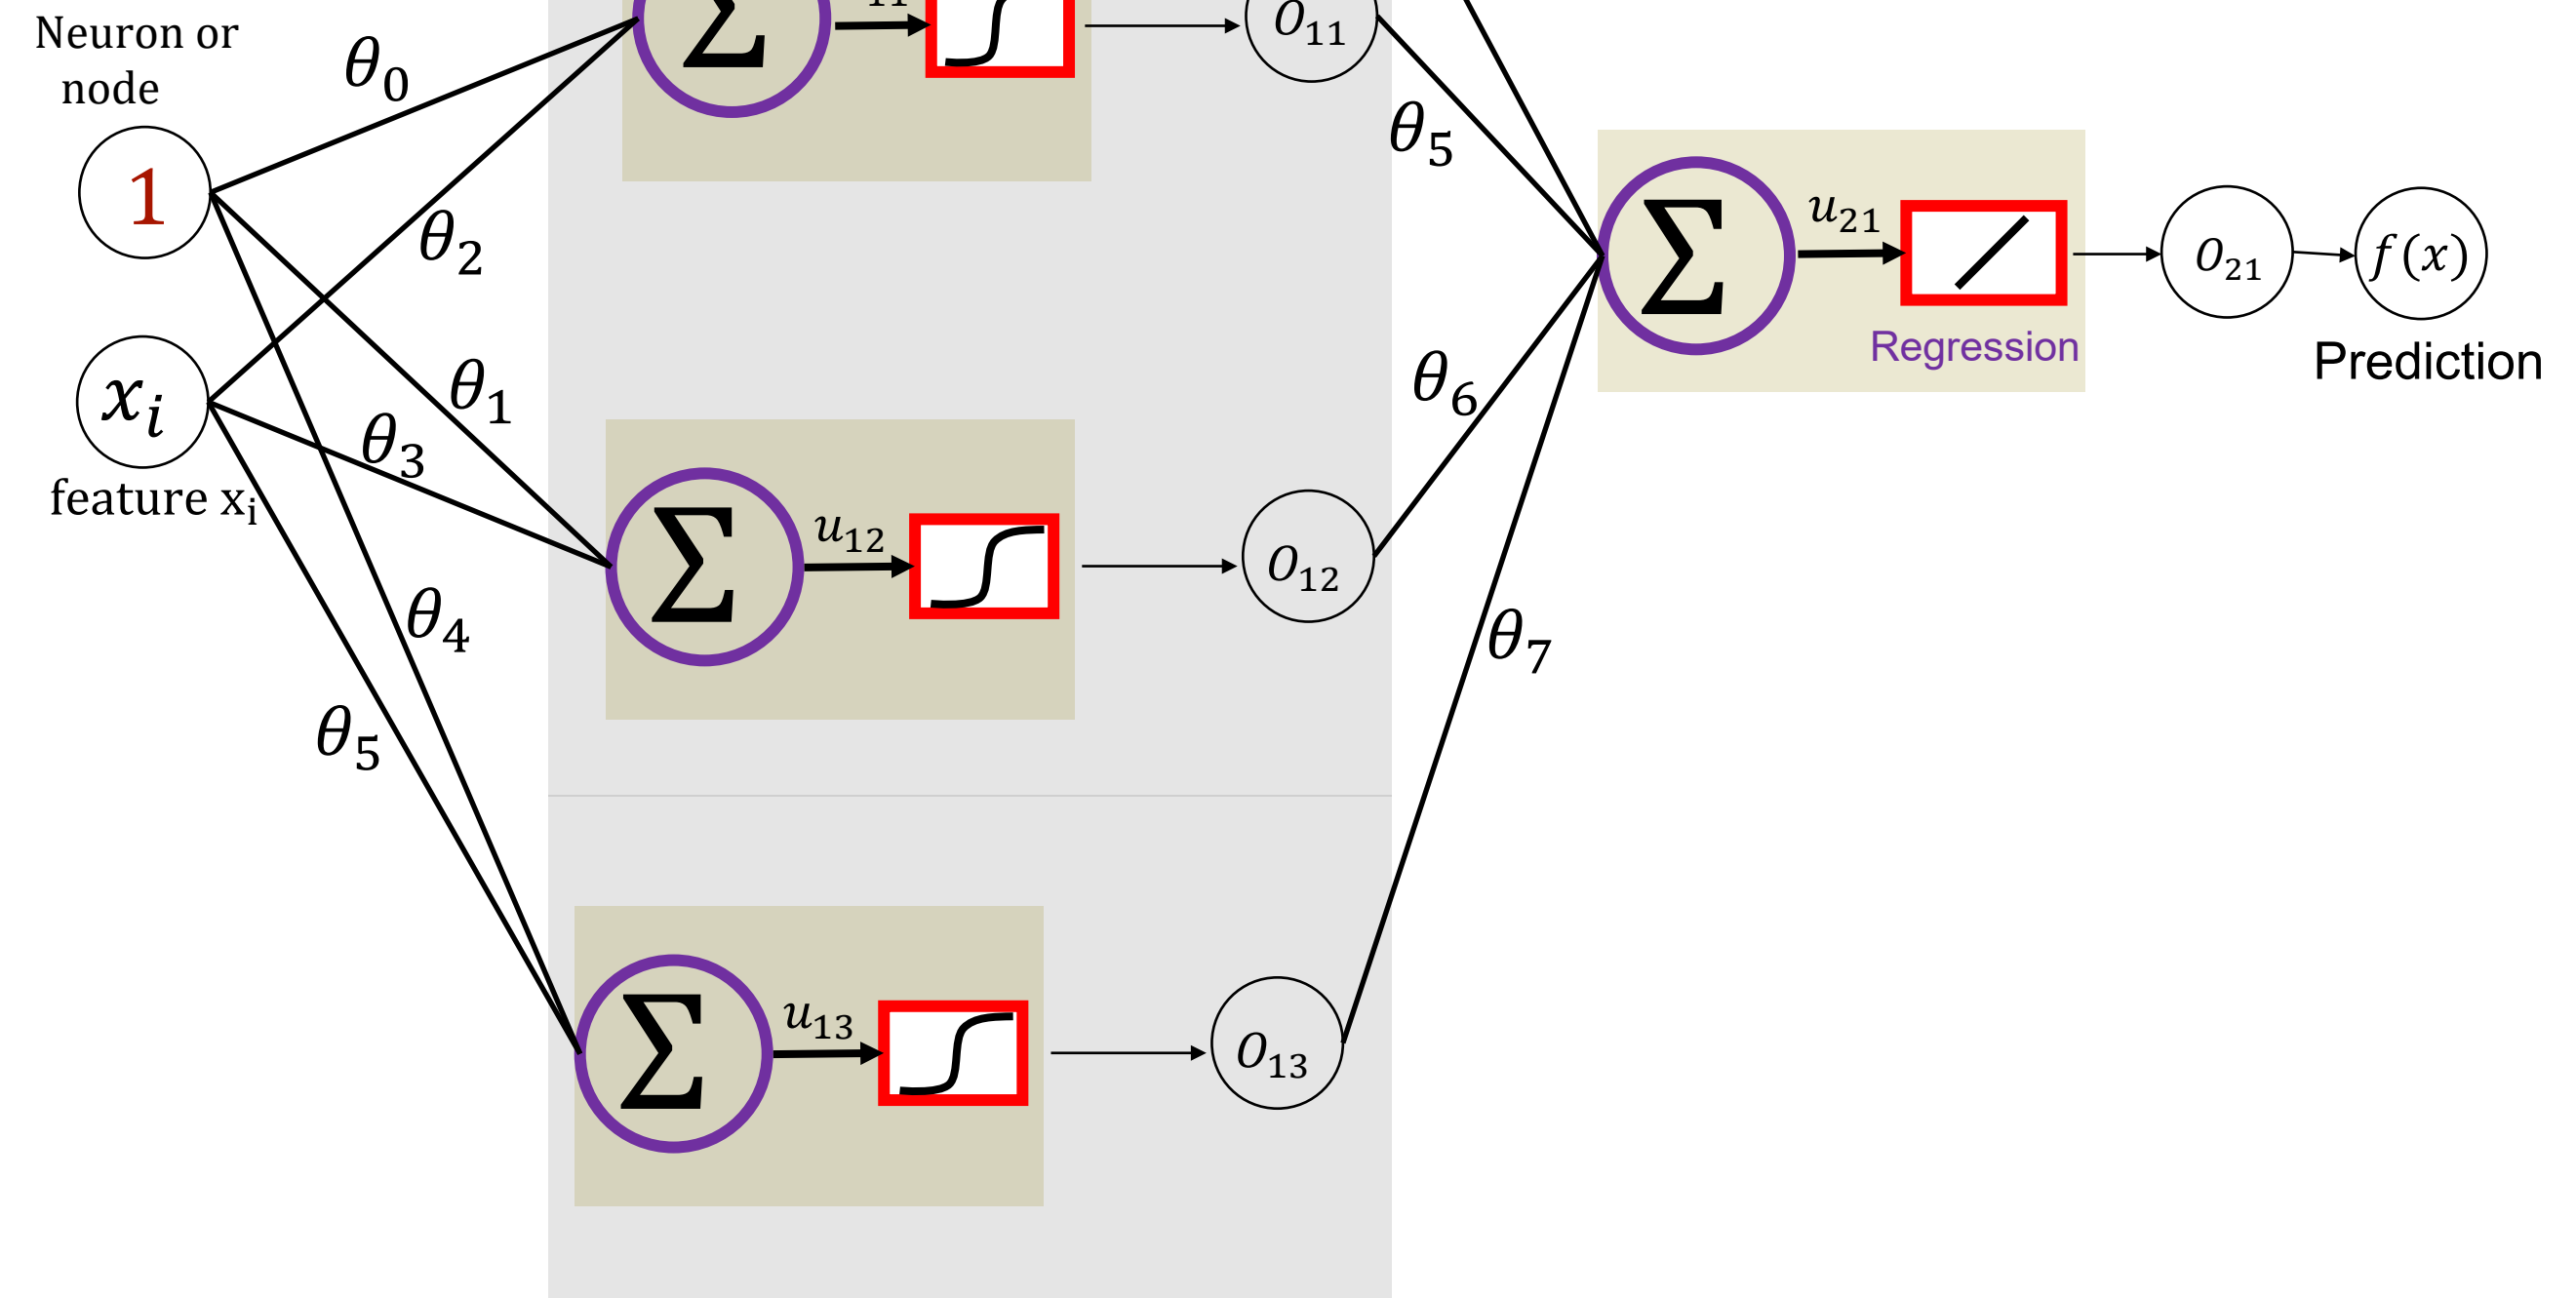 Neuron or
node
1
xᵢ
feature xᵢ
θ₀
θ₂
θ₁
θ₃
θ₄
θ₅
Σ
O₁₁
Σ
u₁₂
O₁₂
Σ
u₁₃
O₁₃
θ₅
θ₆
θ₇
Σ
u₂₁
Regression
O₂₁
f(x)
Prediction